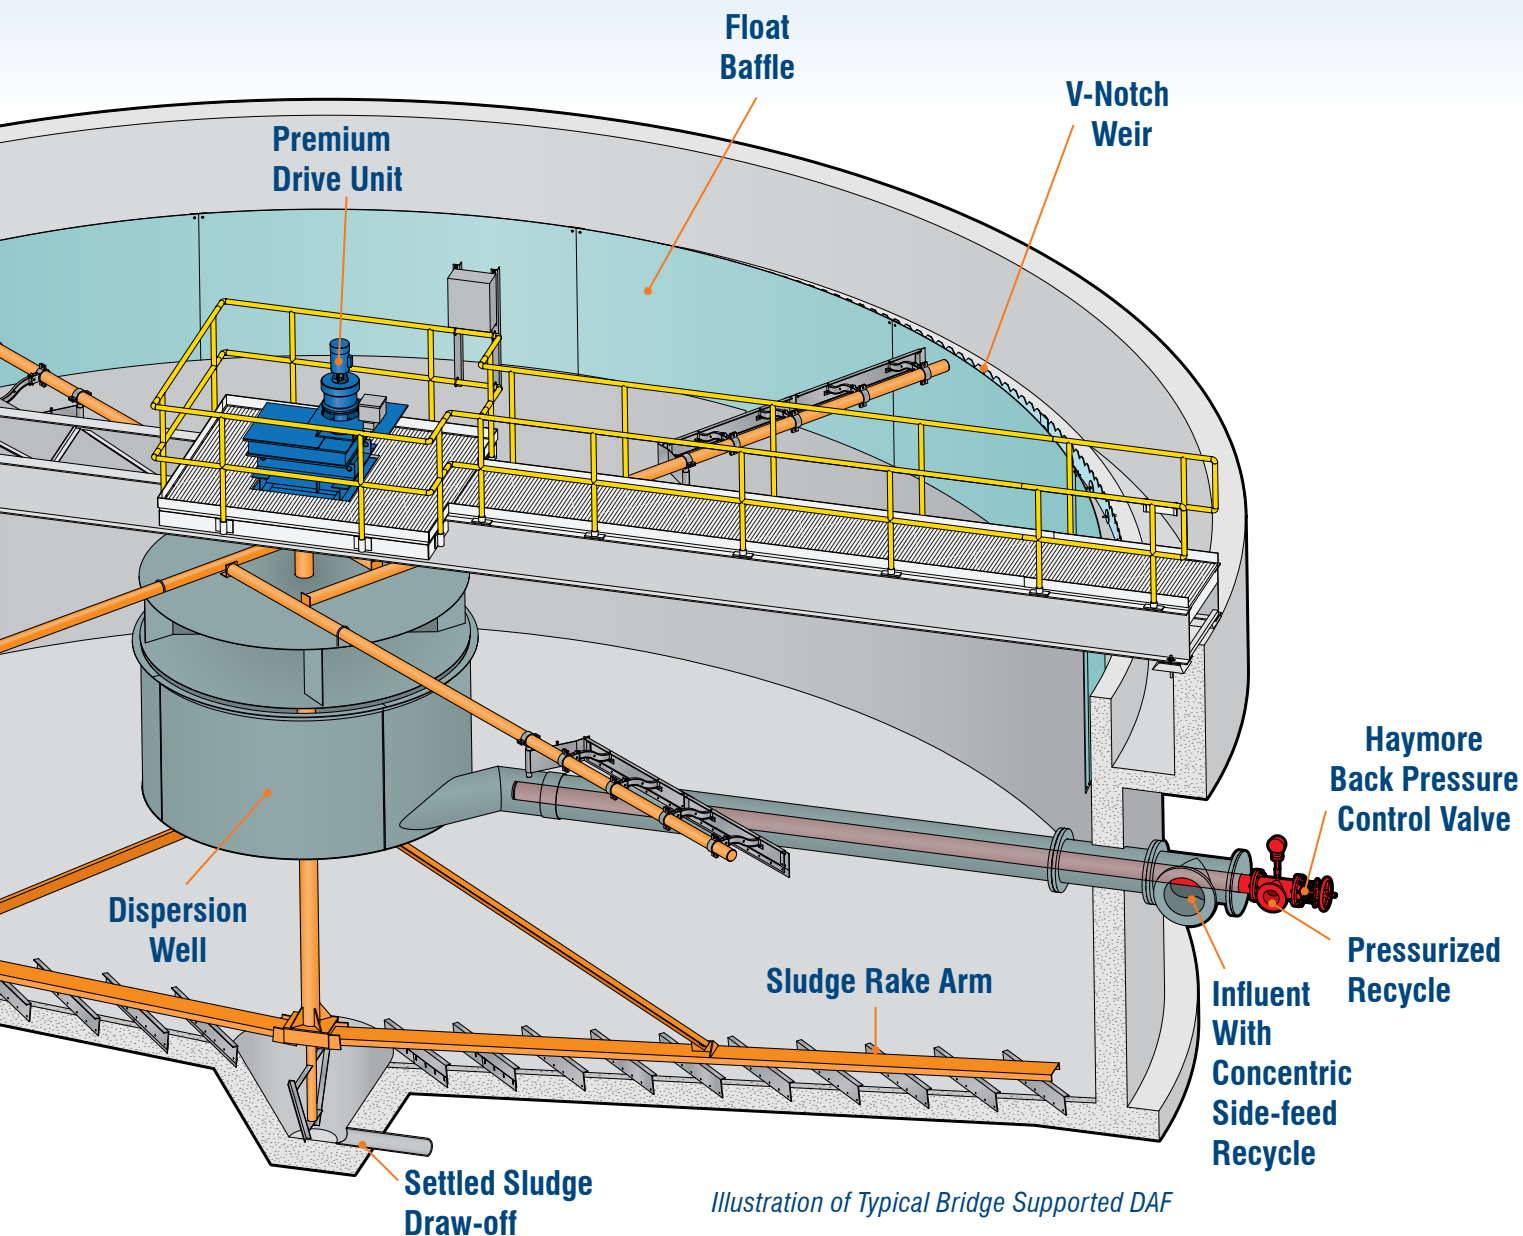 Float
Baffle
V-Notch
Weir
Premium
Drive Unit
Haymore
Back Pressure
Control Valve
Dispersion
Well
Pressurized
Recycle
Sludge Rake Arm
Influent
With
Concentric
Side-feed
Recycle
Settled Sludge
Draw-off
Illustration of Typical Bridge Supported DAF